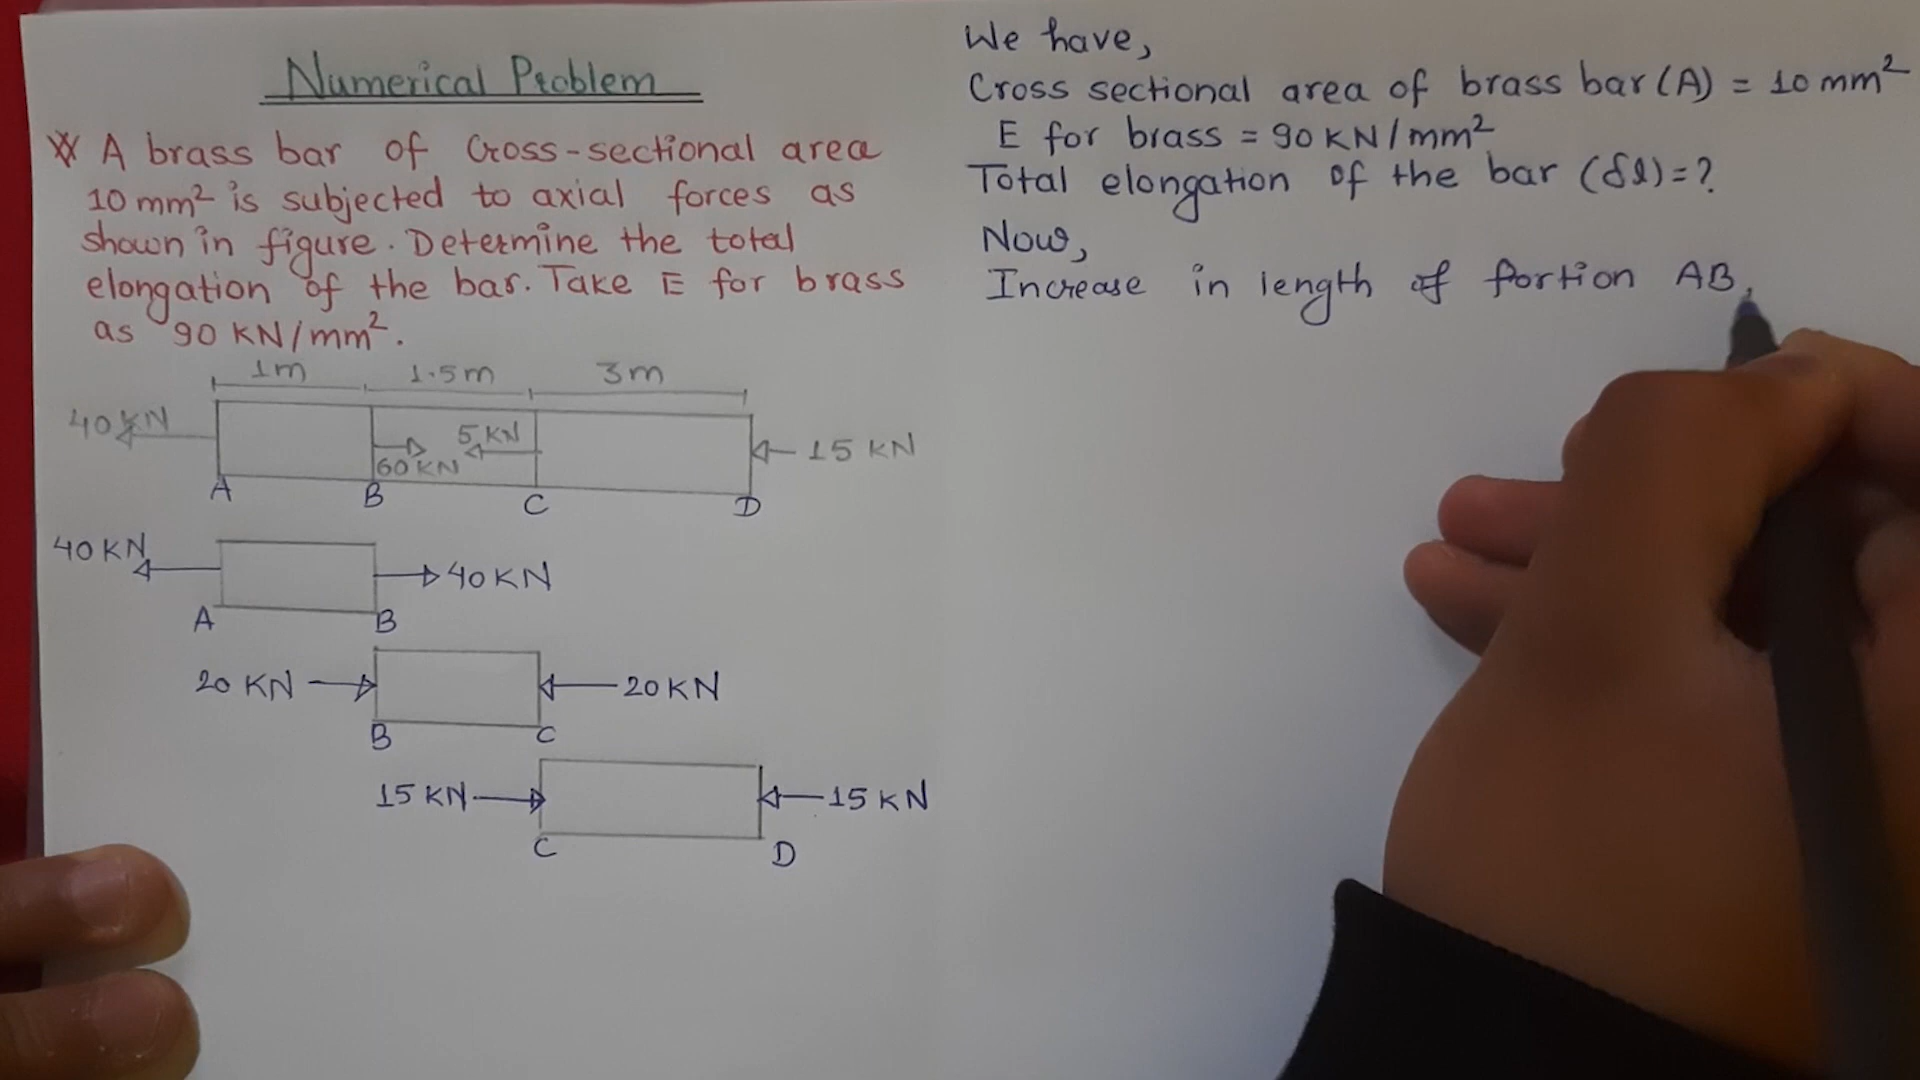 Numerical Problem
※ A brass bar of Cross-sectional area
10 mm² is subjected to axial forces as
shown in figure. Determine the total
elongation of the bar. Take E for brass
as 90 KN/mm².
1m 1.5m 3m
40 KN 5 KN 15 KN
60 KN
A B C D
40 KN 40 KN
A B
20 KN 20 KN
B C
15 KN 15 KN
C D
We have,
Cross sectional area of brass bar (A) = 10 mm²
E for brass = 90 KN/mm²
Total elongation of the bar (δl) = ?
Now,
Increase in length of portion AB,